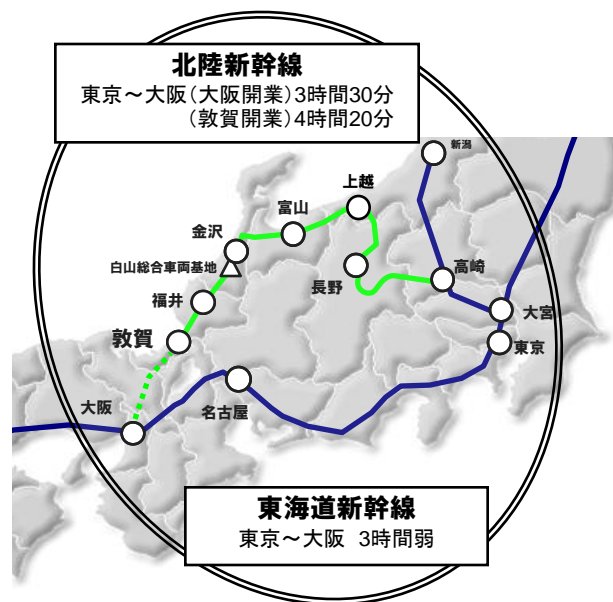 北陸新幹線
東京～大阪（大阪開業）3時間30分
（敦賀開業）4時間20分
新潟
上越
富山
金沢
白山総合車両基地
長野
高崎
福井
大宮
敦賀
東京
大阪
名古屋
東海道新幹線
東京～大阪 3時間弱